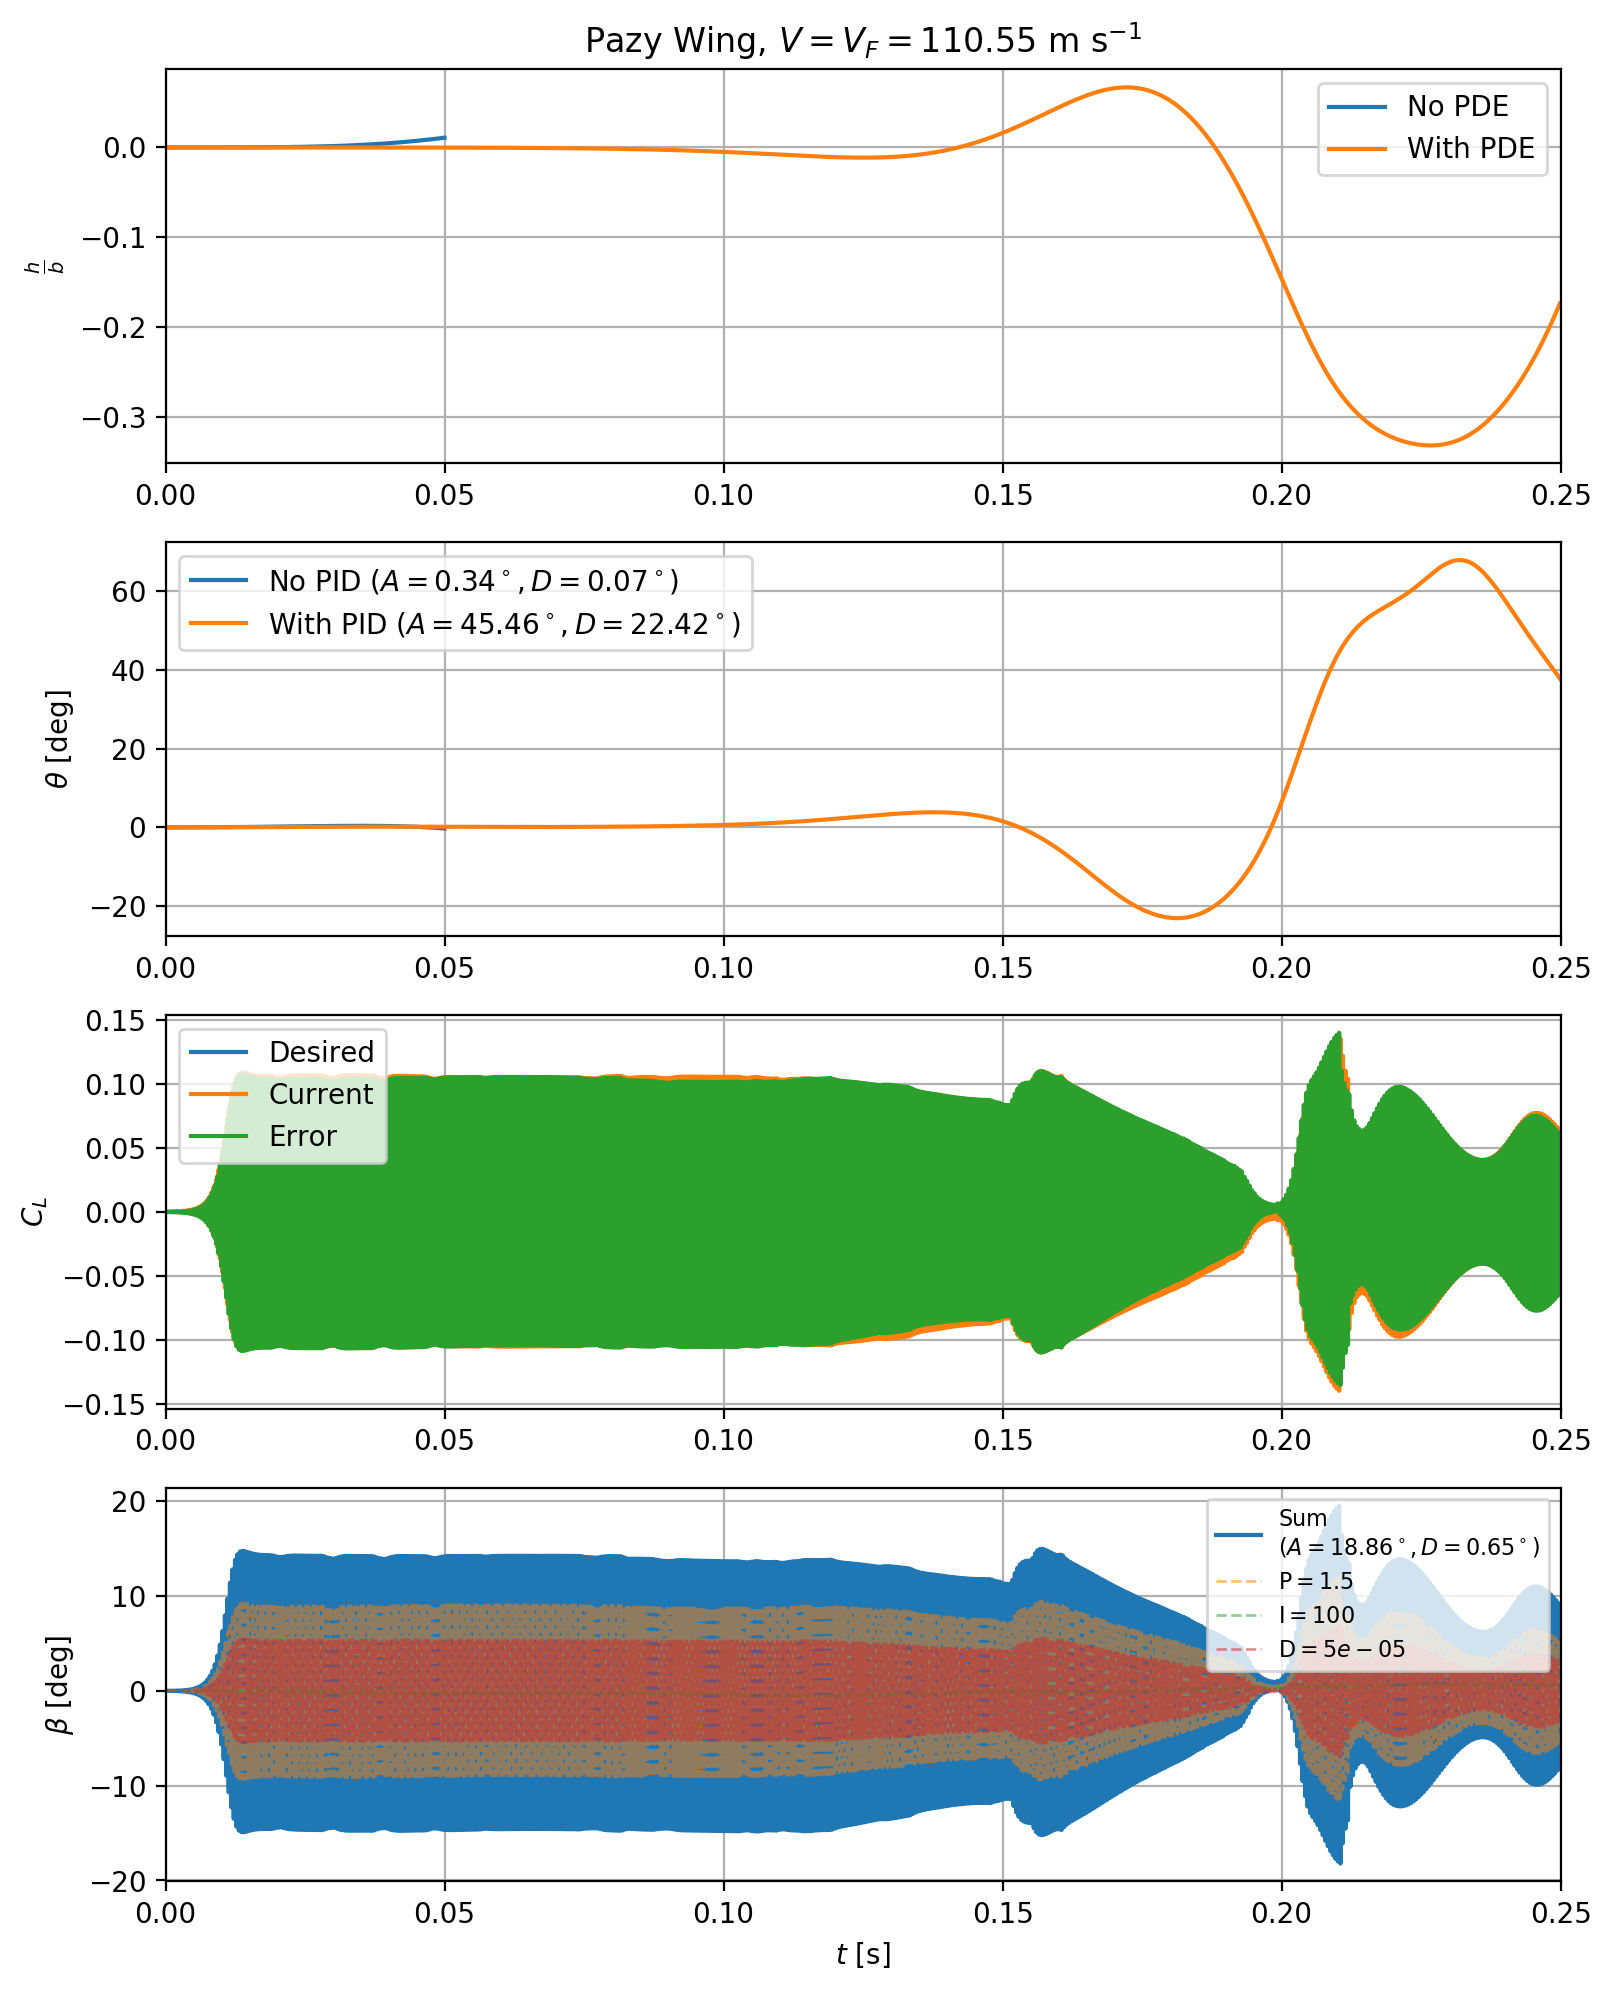 Pazy Wing, V = V_F = 110.55 m s⁻¹
No PDE
With PDE
0.0
−0.1
−0.2
−0.3
h/b
0.00 0.05 0.10 0.15 0.20 0.25
No PID (A = 0.34°, D = 0.07°)
With PID (A = 45.46°, D = 22.42°)
60
40
20
0
−20
θ [deg]
0.00 0.05 0.10 0.15 0.20 0.25
Desired
Current
Error
0.15
0.10
0.05
0.00
−0.05
−0.10
−0.15
C_L
0.00 0.05 0.10 0.15 0.20 0.25
Sum
(A = 18.86°, D = 0.65°)
P = 1.5
I = 100
D = 5e − 05
20
10
0
−10
−20
β [deg]
0.00 0.05 0.10 0.15 0.20 0.25
t [s]